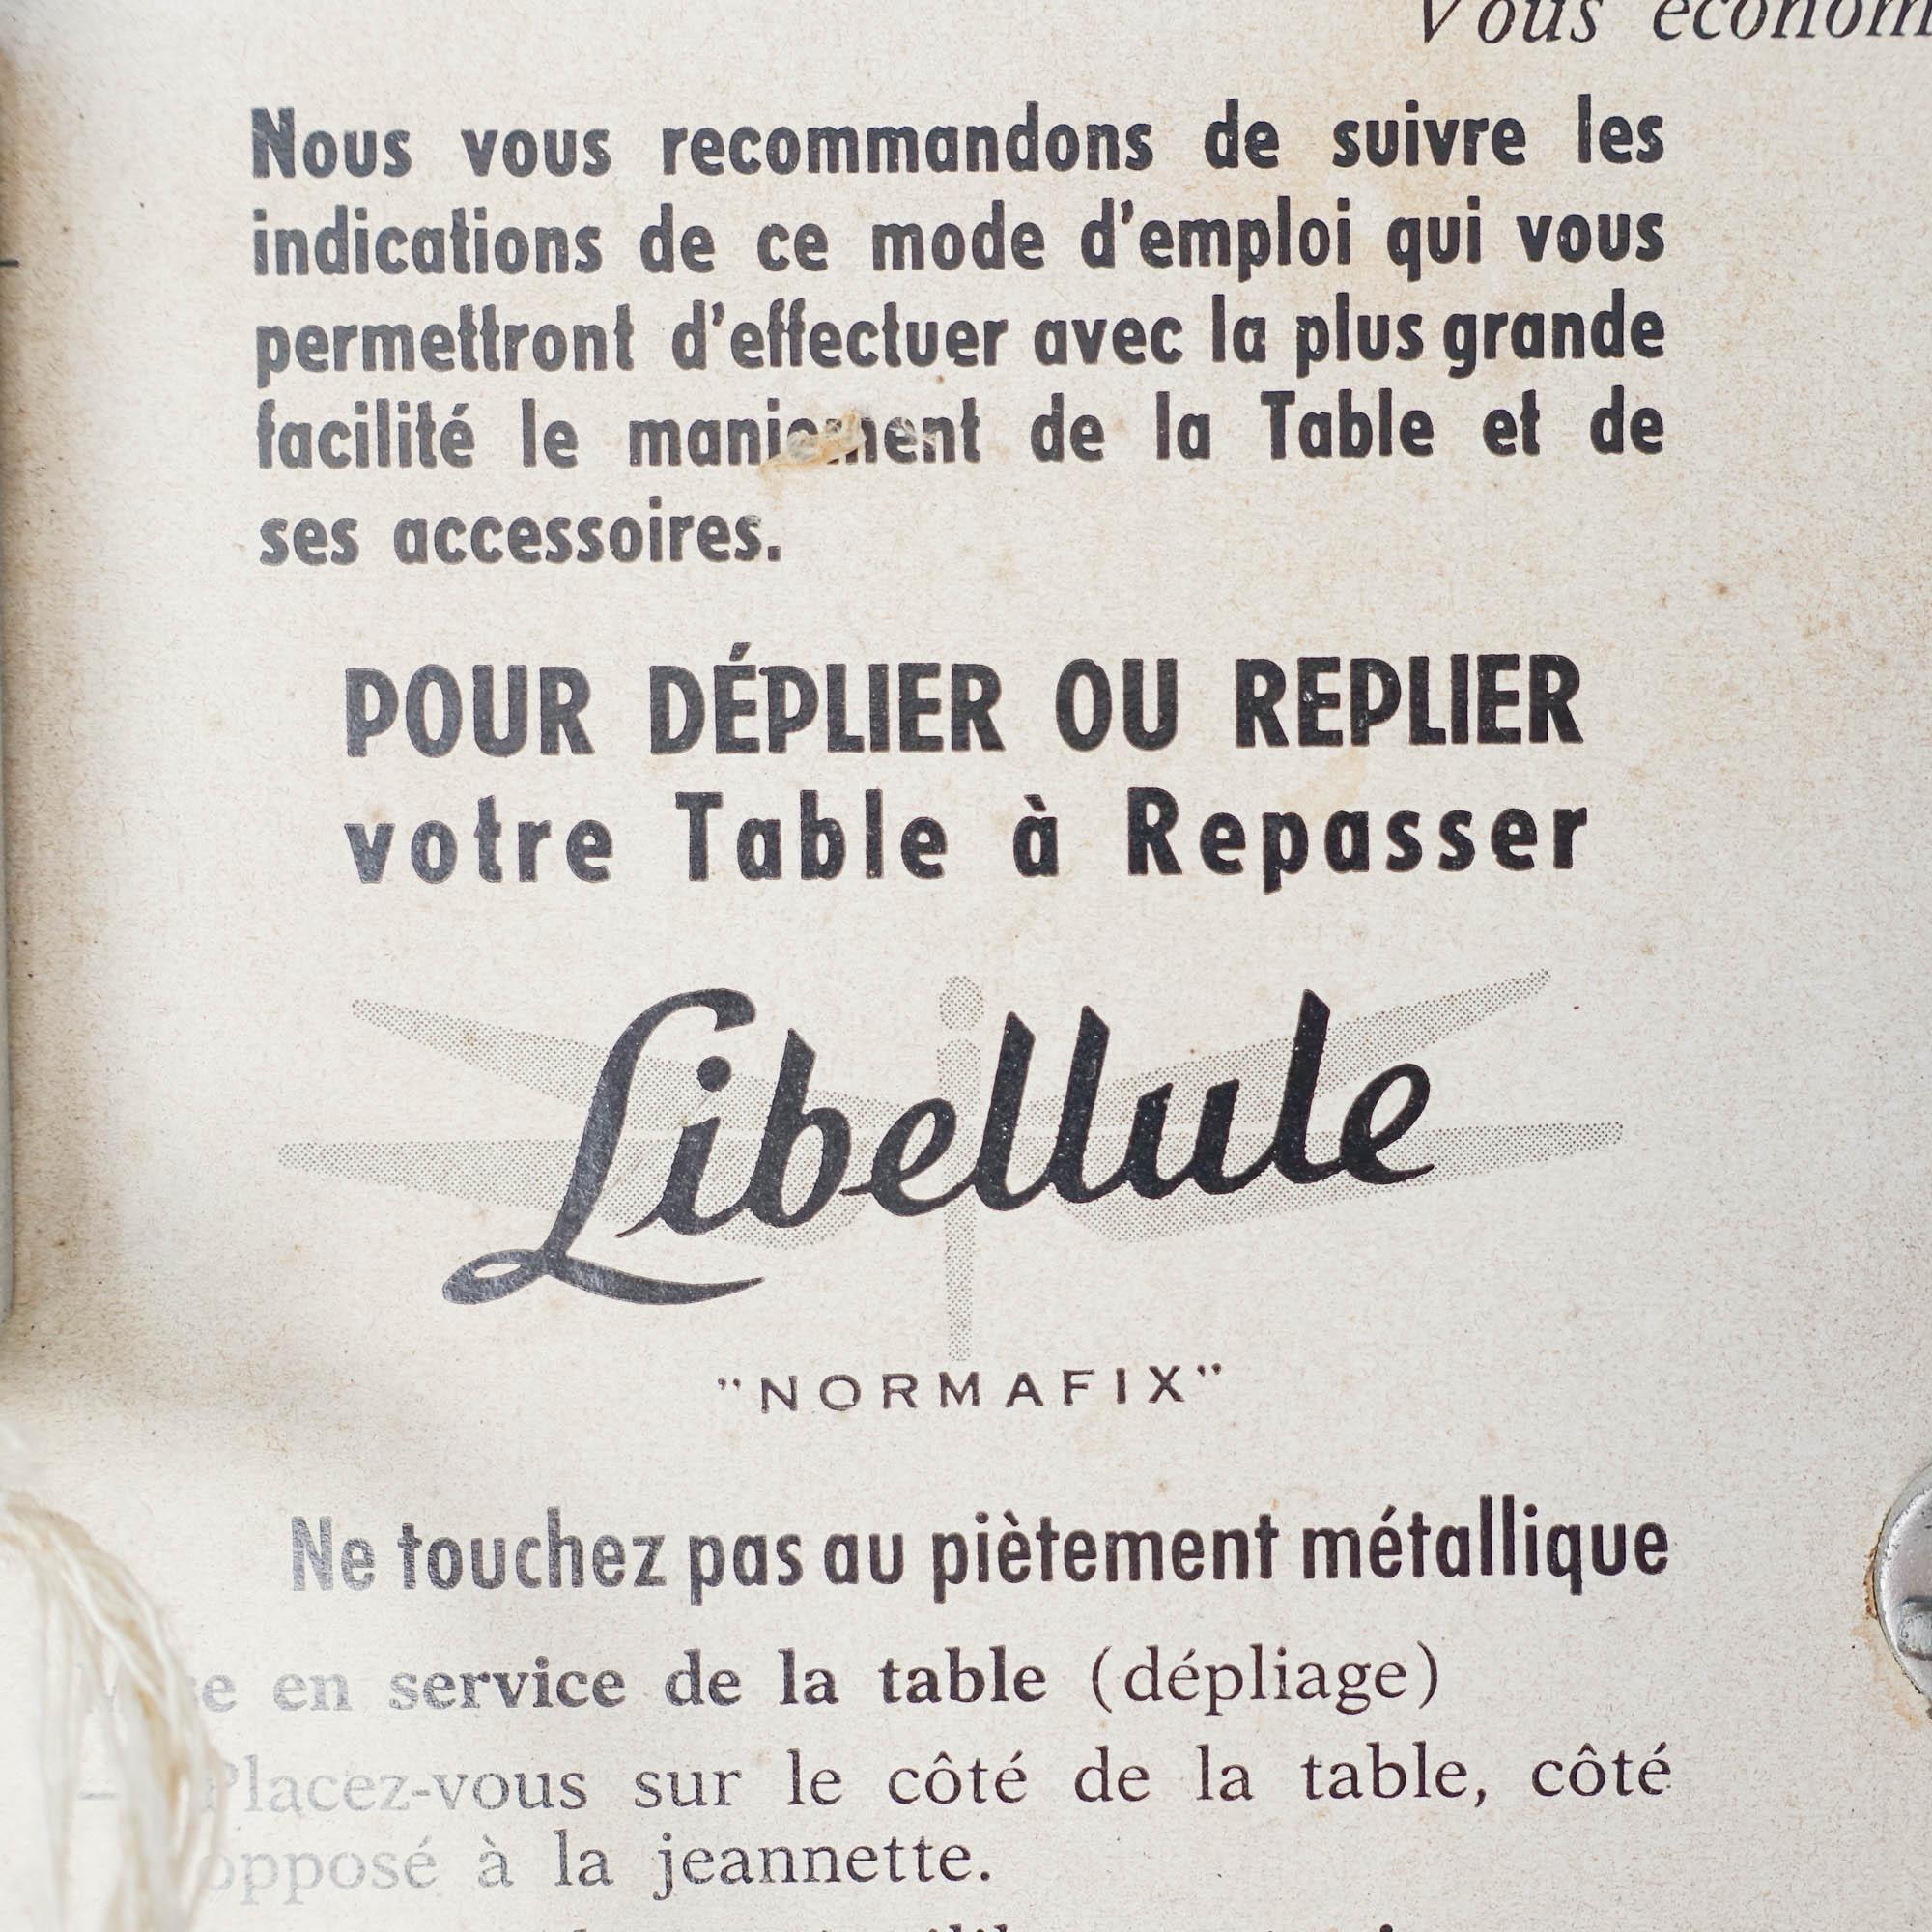 Vous
Nous vous recommandons de suivre les
indications de ce mode d'emploi qui vous
permettront d'effectuer avec la plus grande
facilité le maniement de la Table et de
ses accessoires.
POUR DÉPLIER OU REPLIER
votre Table à Repasser
Libellule
"NORMAFIX"
Ne touchez pas au piètement métallique
en service de la table (dépliage)
– Placez-vous sur le côté de la table, côté
opposé à la jeannette.